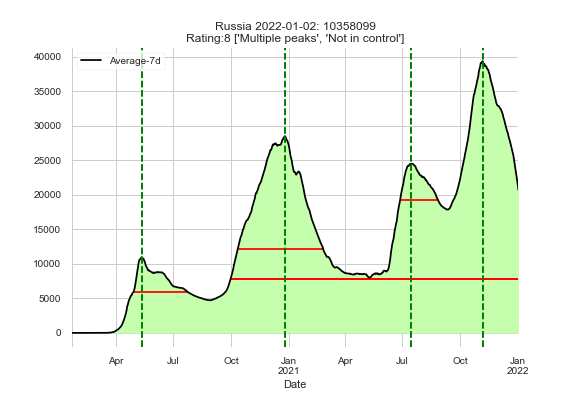 Russia 2022-01-02: 10358099
Rating:8 ['Multiple peaks', 'Not in control']
Average-7d
40000
35000
30000
25000
20000
15000
10000
5000
0
Apr Jul Oct Jan Apr Jul Oct Jan
2021 2022
Date